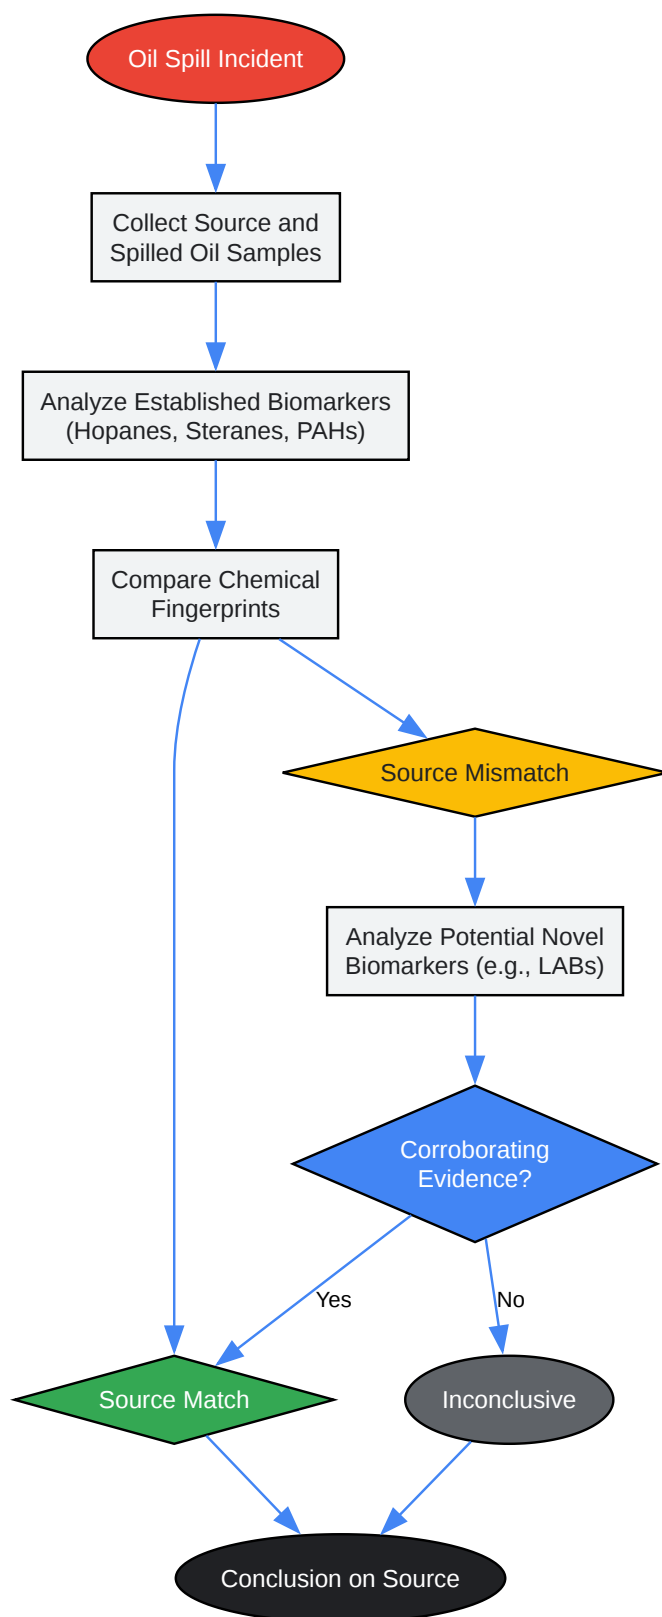 Oil Spill Incident
Collect Source and
Spilled Oil Samples
Analyze Established Biomarkers
(Hopanes, Steranes, PAHs)
Compare Chemical
Fingerprints
Source Mismatch
Analyze Potential Novel
Biomarkers (e.g., LABs)
Corroborating
Evidence?
Yes
No
Source Match
Inconclusive
Conclusion on Source